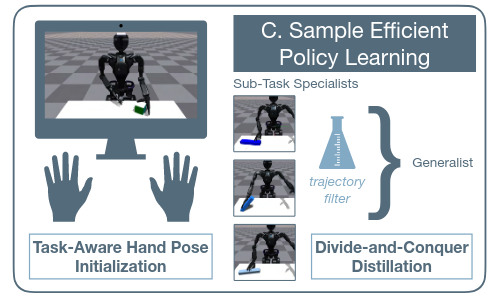 C. Sample Efficient
Policy Learning
Sub-Task Specialists
trajectory
filter
Generalist
Task-Aware Hand Pose
Initialization
Divide-and-Conquer
Distillation